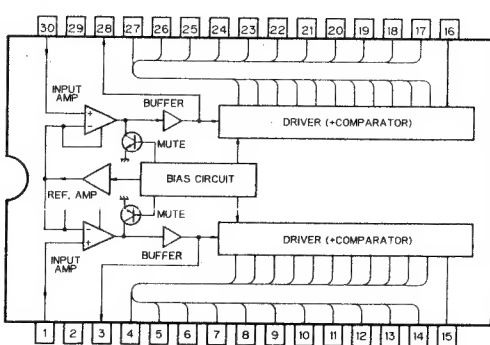 30 29 28 27 26 25 24 23 22 21 20 19 18 17 16
INPUT
AMP
BUFFER
DRIVER (+COMPARATOR)
MUTE
BIAS CIRCUIT
REF. AMP
MUTE
DRIVER (+COMPARATOR)
INPUT
AMP
BUFFER
1 2 3 4 5 6 7 8 9 10 11 12 13 14 15